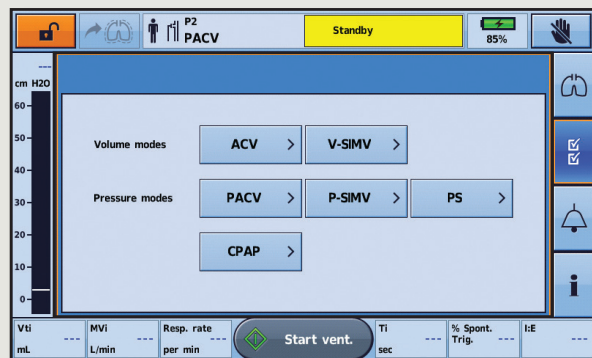 P2
PACV
Standby
85%
---
cm H2O
60
50
40
30
20
10
0
Volume modes ACV > V-SIMV >
Pressure modes PACV > P-SIMV > PS >
CPAP >
Vti --- mL
MVi --- L/min
Resp. rate --- per min
Start vent.
Ti --- sec
% Spont. Trig. ---
I:E ---
i